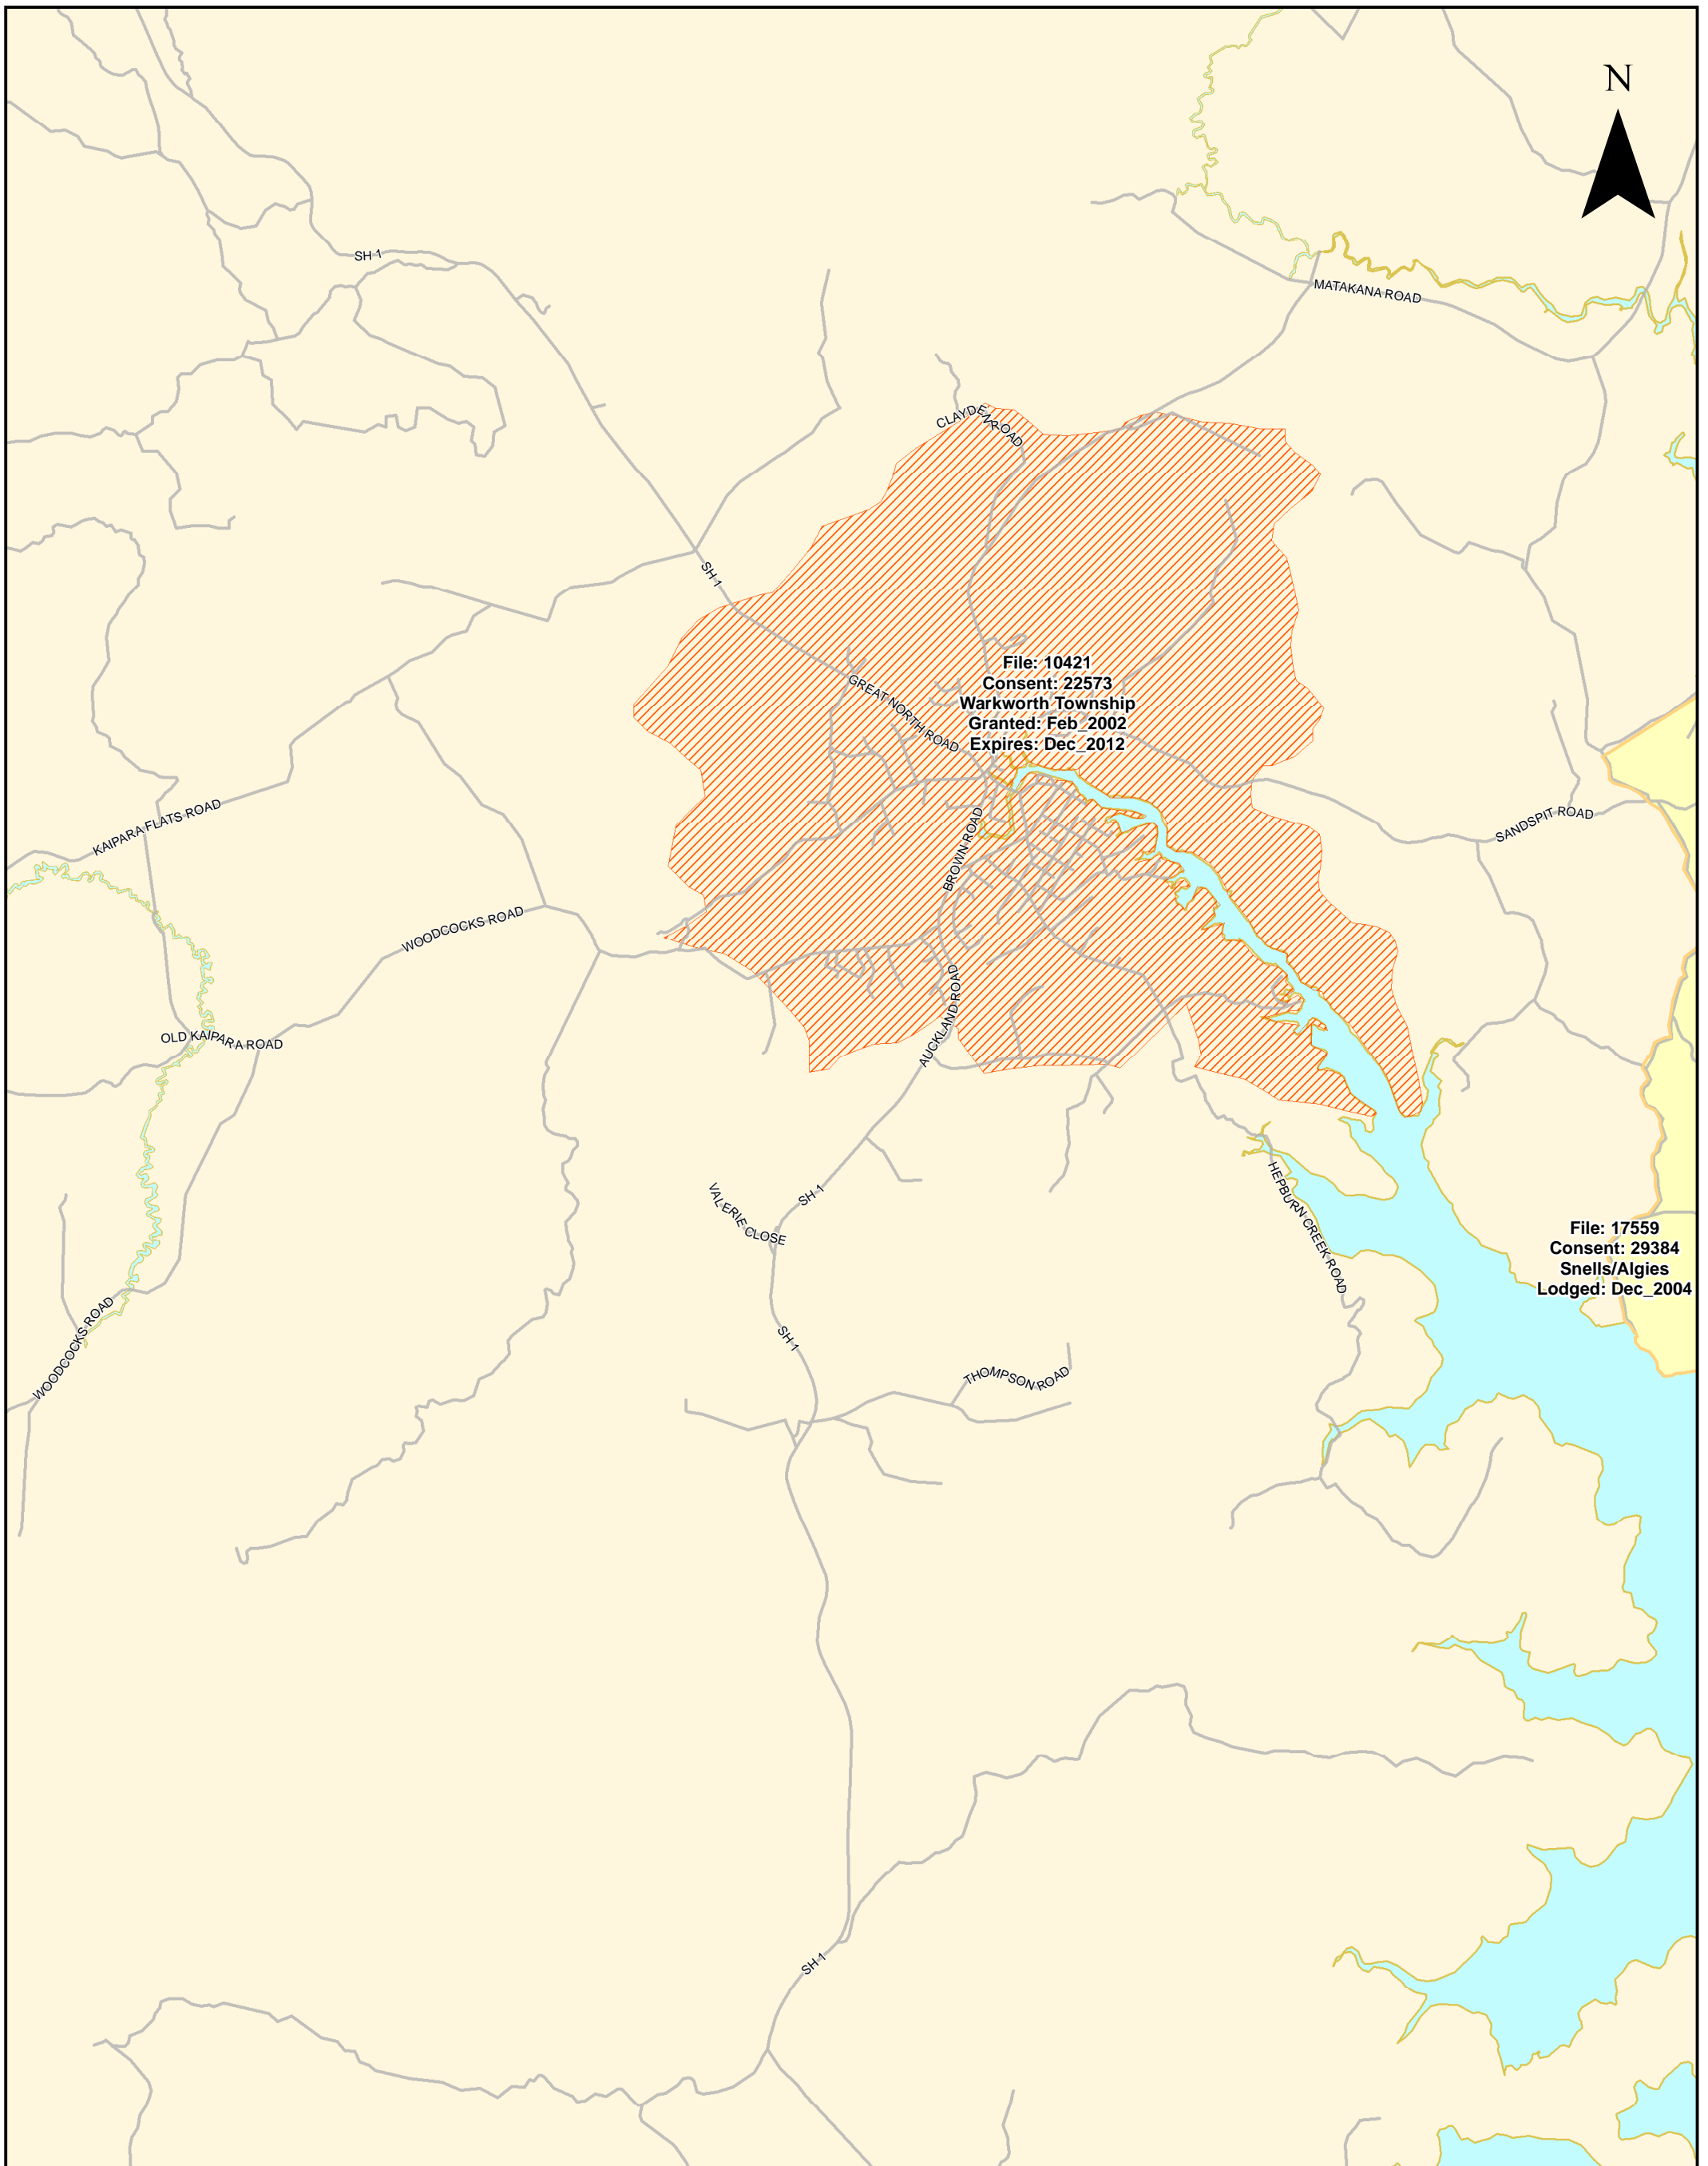 N
SH 1
MATAKANA ROAD
CLAYDEN ROAD
SH 1
File: 10421
Consent: 22573
Warkworth Township
Granted: Feb_2002
Expires: Dec_2012
GREAT NORTH ROAD
KAIPARA FLATS ROAD
SANDSPIT ROAD
BROWN ROAD
WOODCOCKS ROAD
AUCKLAND ROAD
OLD KAIPARA ROAD
VALERIE CLOSE
SH 1
HEPBURN CREEK ROAD
File: 17559
Consent: 29384
Snells/Algies
Lodged: Dec_2004
WOODCOCKS ROAD
SH 1
THOMPSON ROAD
SH 1